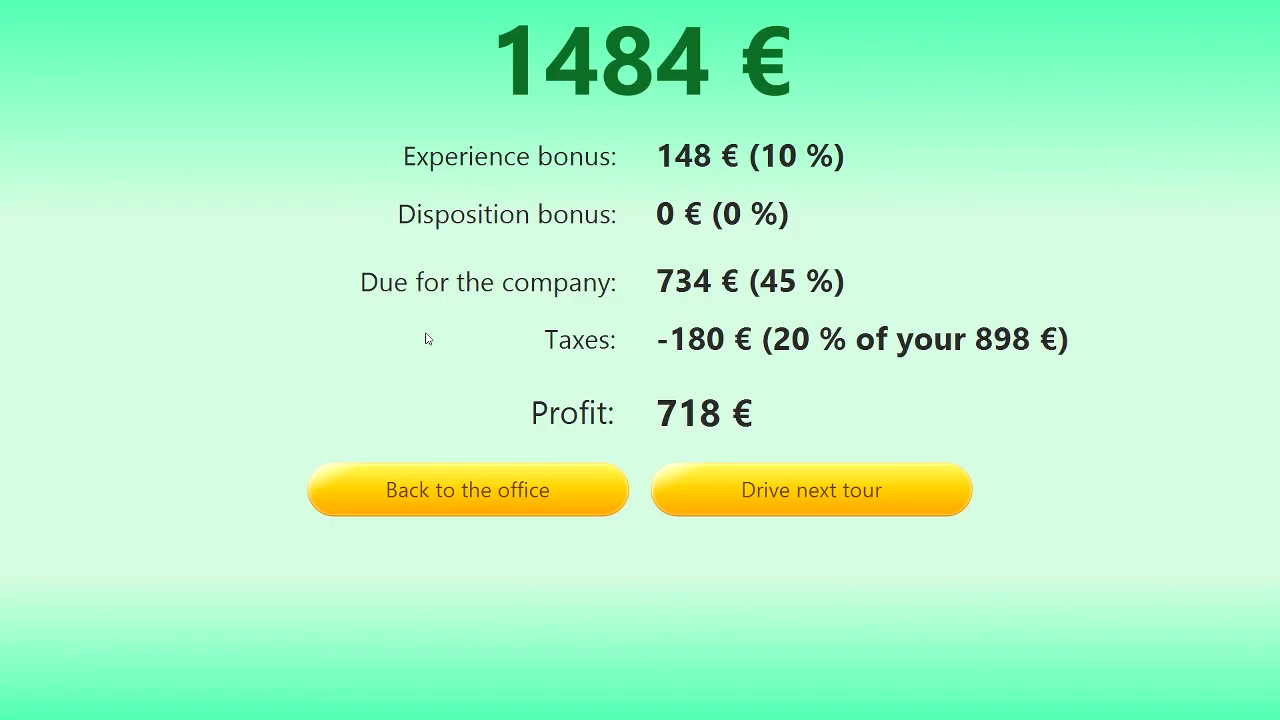 1484 €
Experience bonus: 148 € (10 %)
Disposition bonus: 0 € (0 %)
Due for the company: 734 € (45 %)
Taxes: -180 € (20 % of your 898 €)
Profit: 718 €
Back to the office Drive next tour